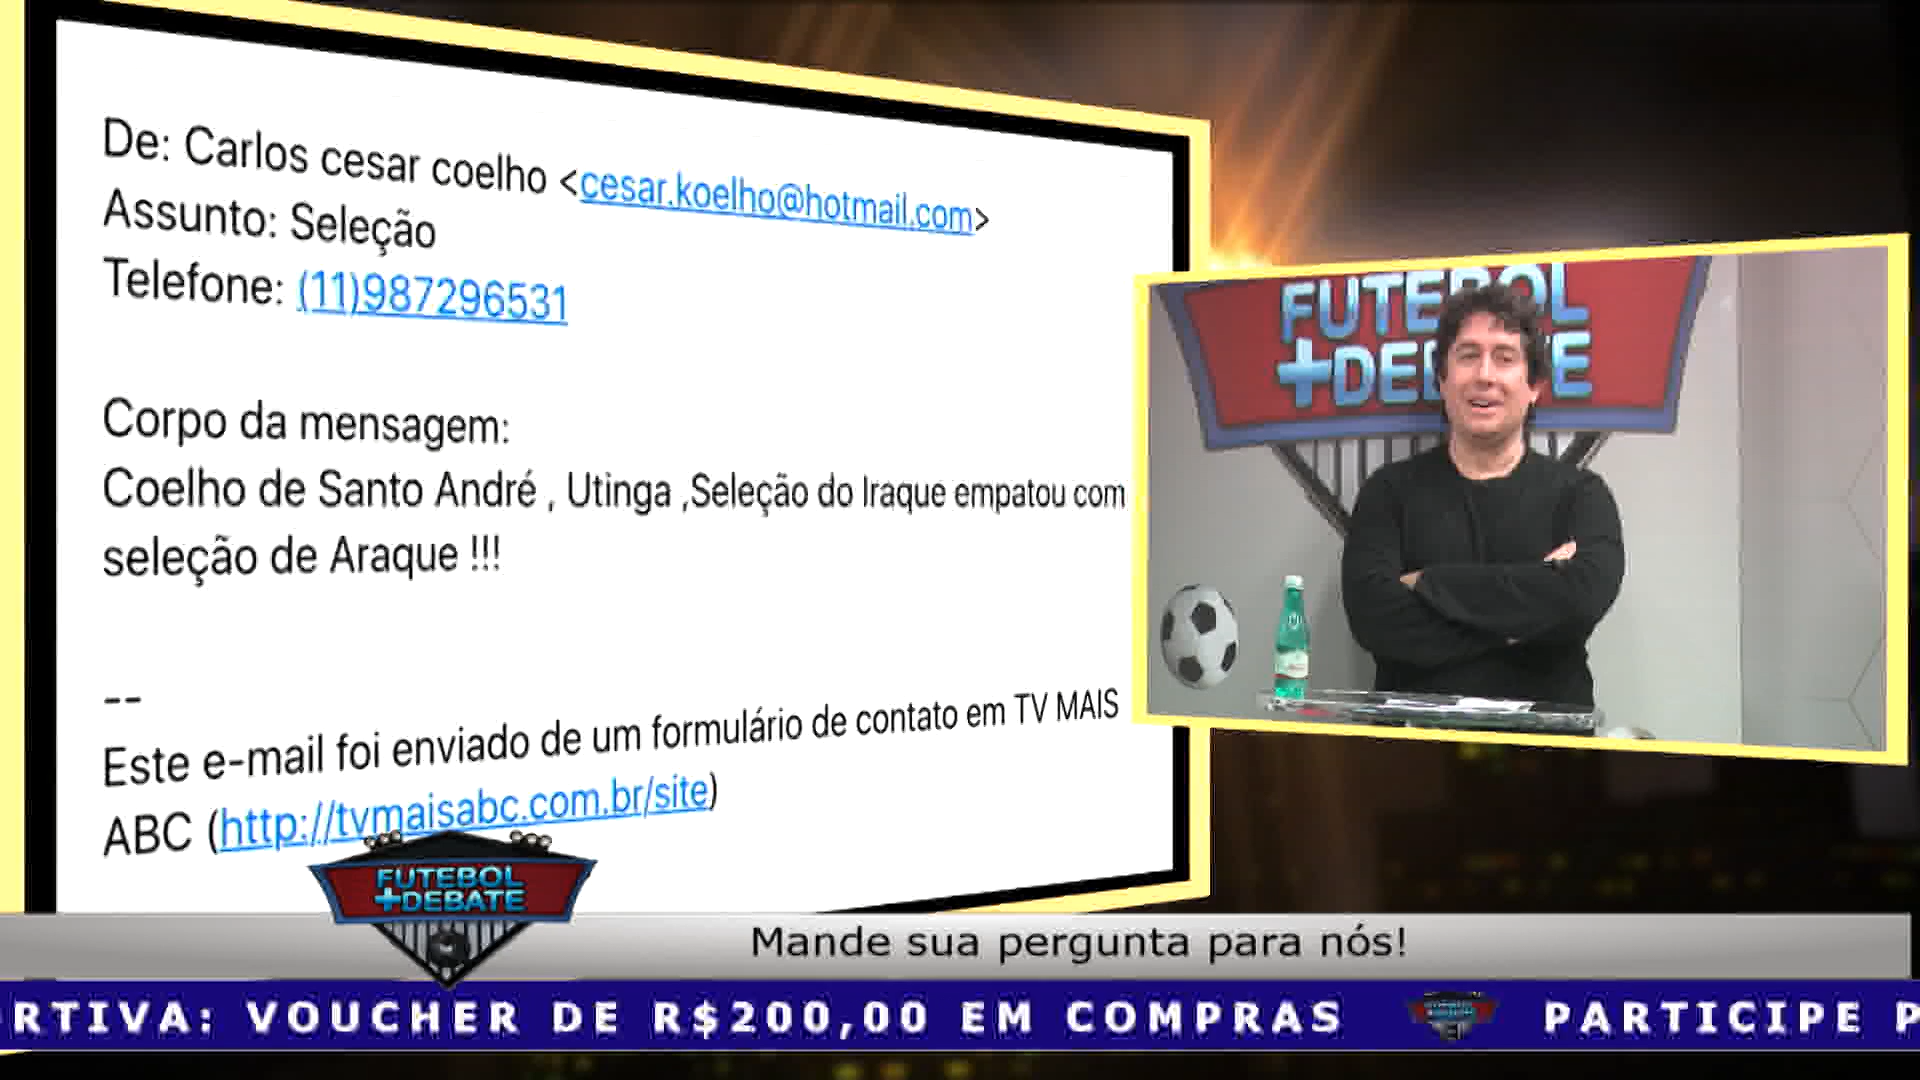 De: Carlos cesar coelho <cesar.koelho@hotmail.com>
Assunto: Seleção
Telefone: (11)987296531
Corpo da mensagem:
Coelho de Santo André , Utinga ,Seleção do Iraque empatou com
seleção de Araque !!!
--
Este e-mail foi enviado de um formulário de contato em TV MAIS
ABC (http://tvmaisabc.com.br/site)
FUTEBOL
+DEBATE
FUTEBOL
+DEBATE
Mande sua pergunta para nós!
RTIVA: VOUCHER DE R$200,00 EM COMPRAS PARTICIPE P